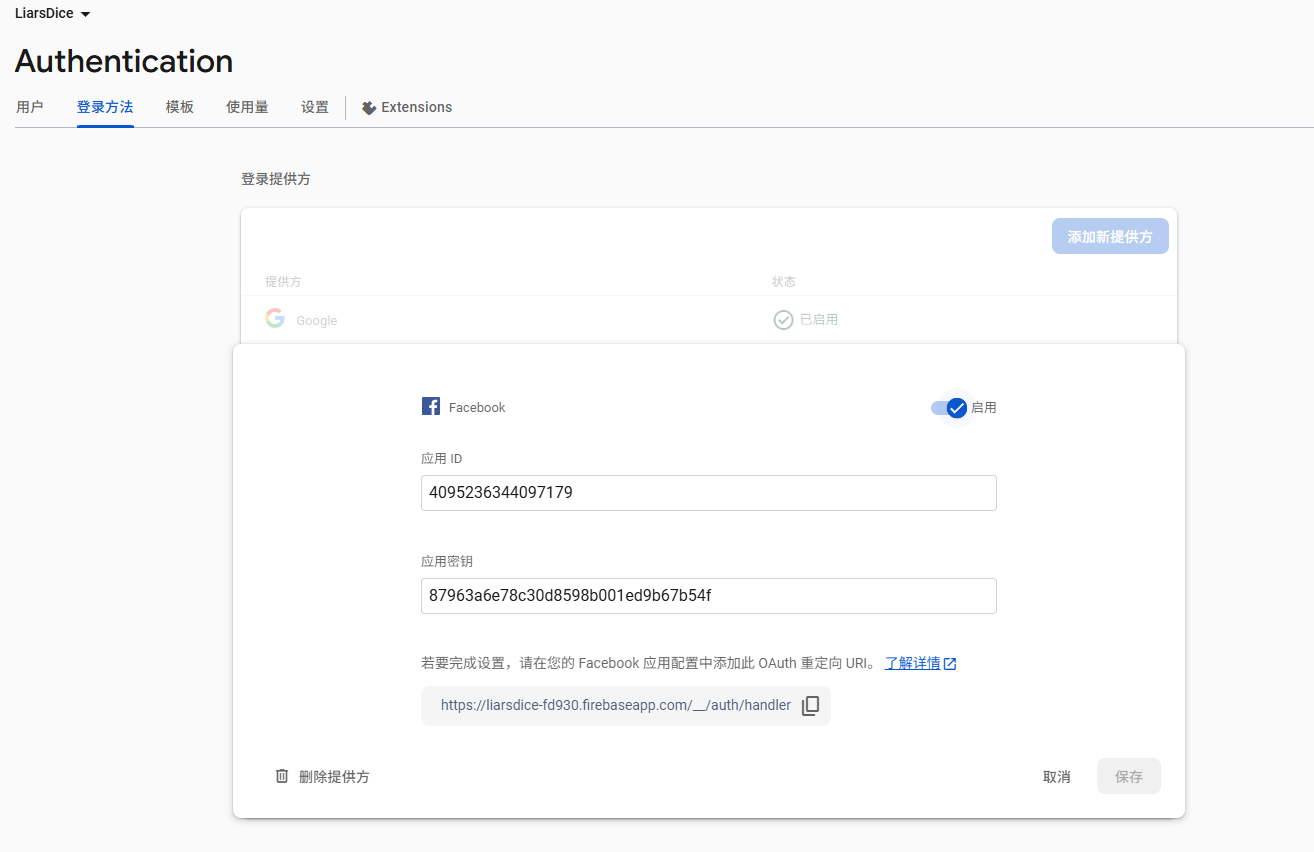 LiarsDice
Authentication
用户 登录方法 模板 使用量 设置 Extensions
登录提供方
添加新提供方
提供方 状态
Google 已启用
Facebook 启用
应用 ID
4095236344097179
应用密钥
87963a6e78c30d8598b001ed9b67b54f
若要完成设置，请在您的 Facebook 应用配置中添加此 OAuth 重定向 URI。 了解详情
https://liarsdice-fd930.firebaseapp.com/__/auth/handler
删除提供方 取消 保存